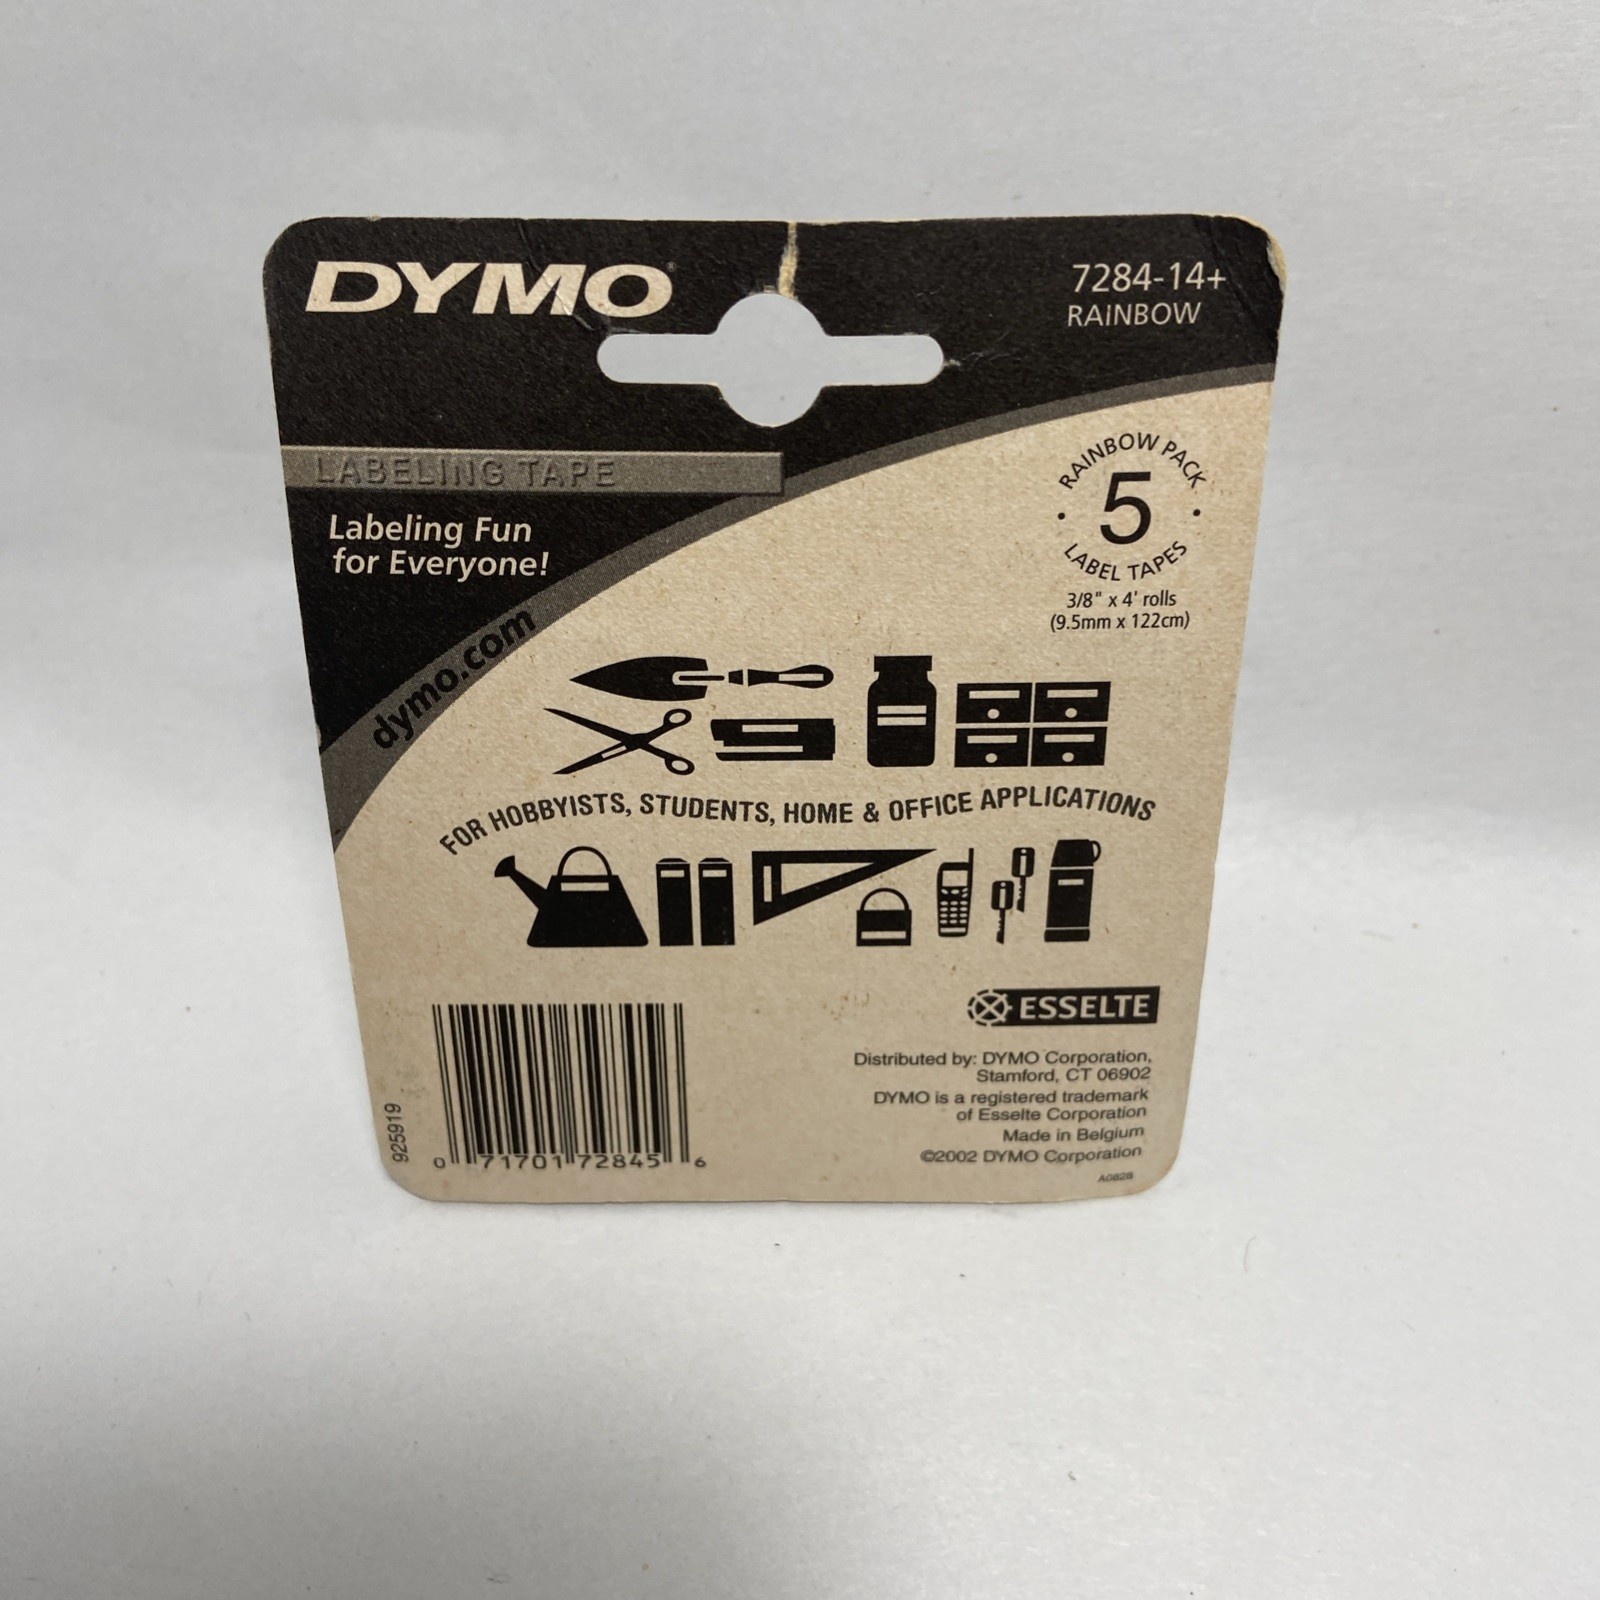 DYMO®
7284-14+
RAINBOW
LABELING TAPE
Labeling Fun
for Everyone!
dymo.com
RAINBOW PACK
5
LABEL TAPES
3/8" x 4' rolls
(9.5mm x 122cm)
FOR HOBBYISTS, STUDENTS, HOME & OFFICE APPLICATIONS
ESSELTE
Distributed by: DYMO Corporation,
Stamford, CT 06902
DYMO is a registered trademark
of Esselte Corporation
Made in Belgium
©2002 DYMO Corporation
A0828
925919
0 71701 72845 6